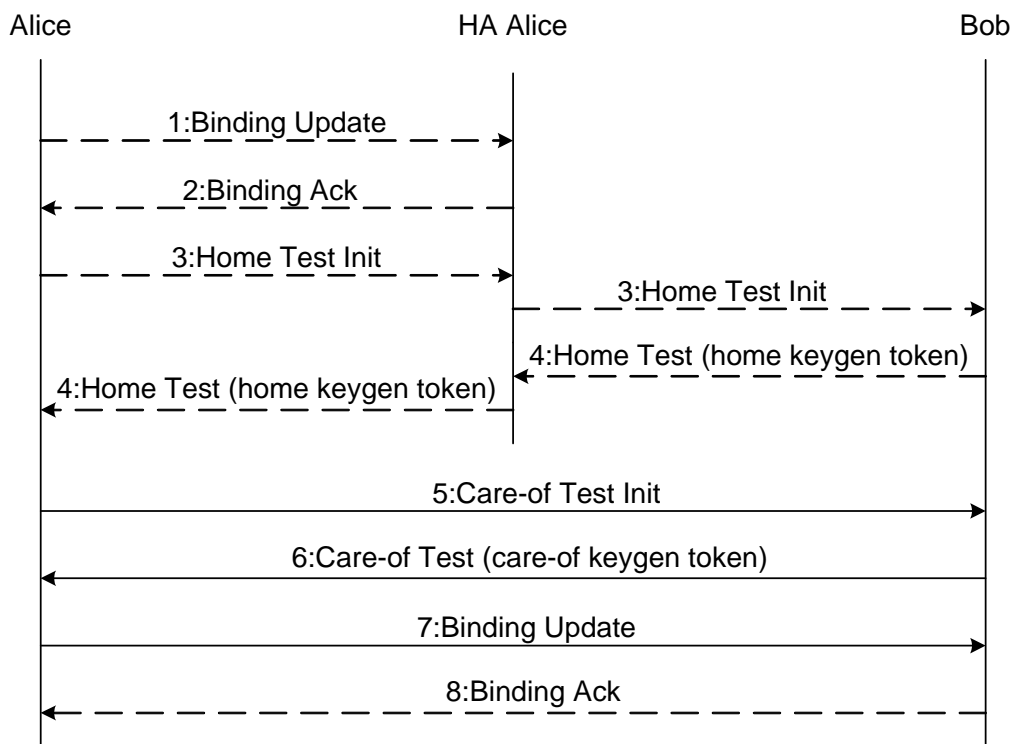 Alice
HA Alice
Bob
1:Binding Update
2:Binding Ack
3:Home Test Init
3:Home Test Init
4:Home Test (home keygen token)
4:Home Test (home keygen token)
5:Care-of Test Init
6:Care-of Test (care-of keygen token)
7:Binding Update
8:Binding Ack